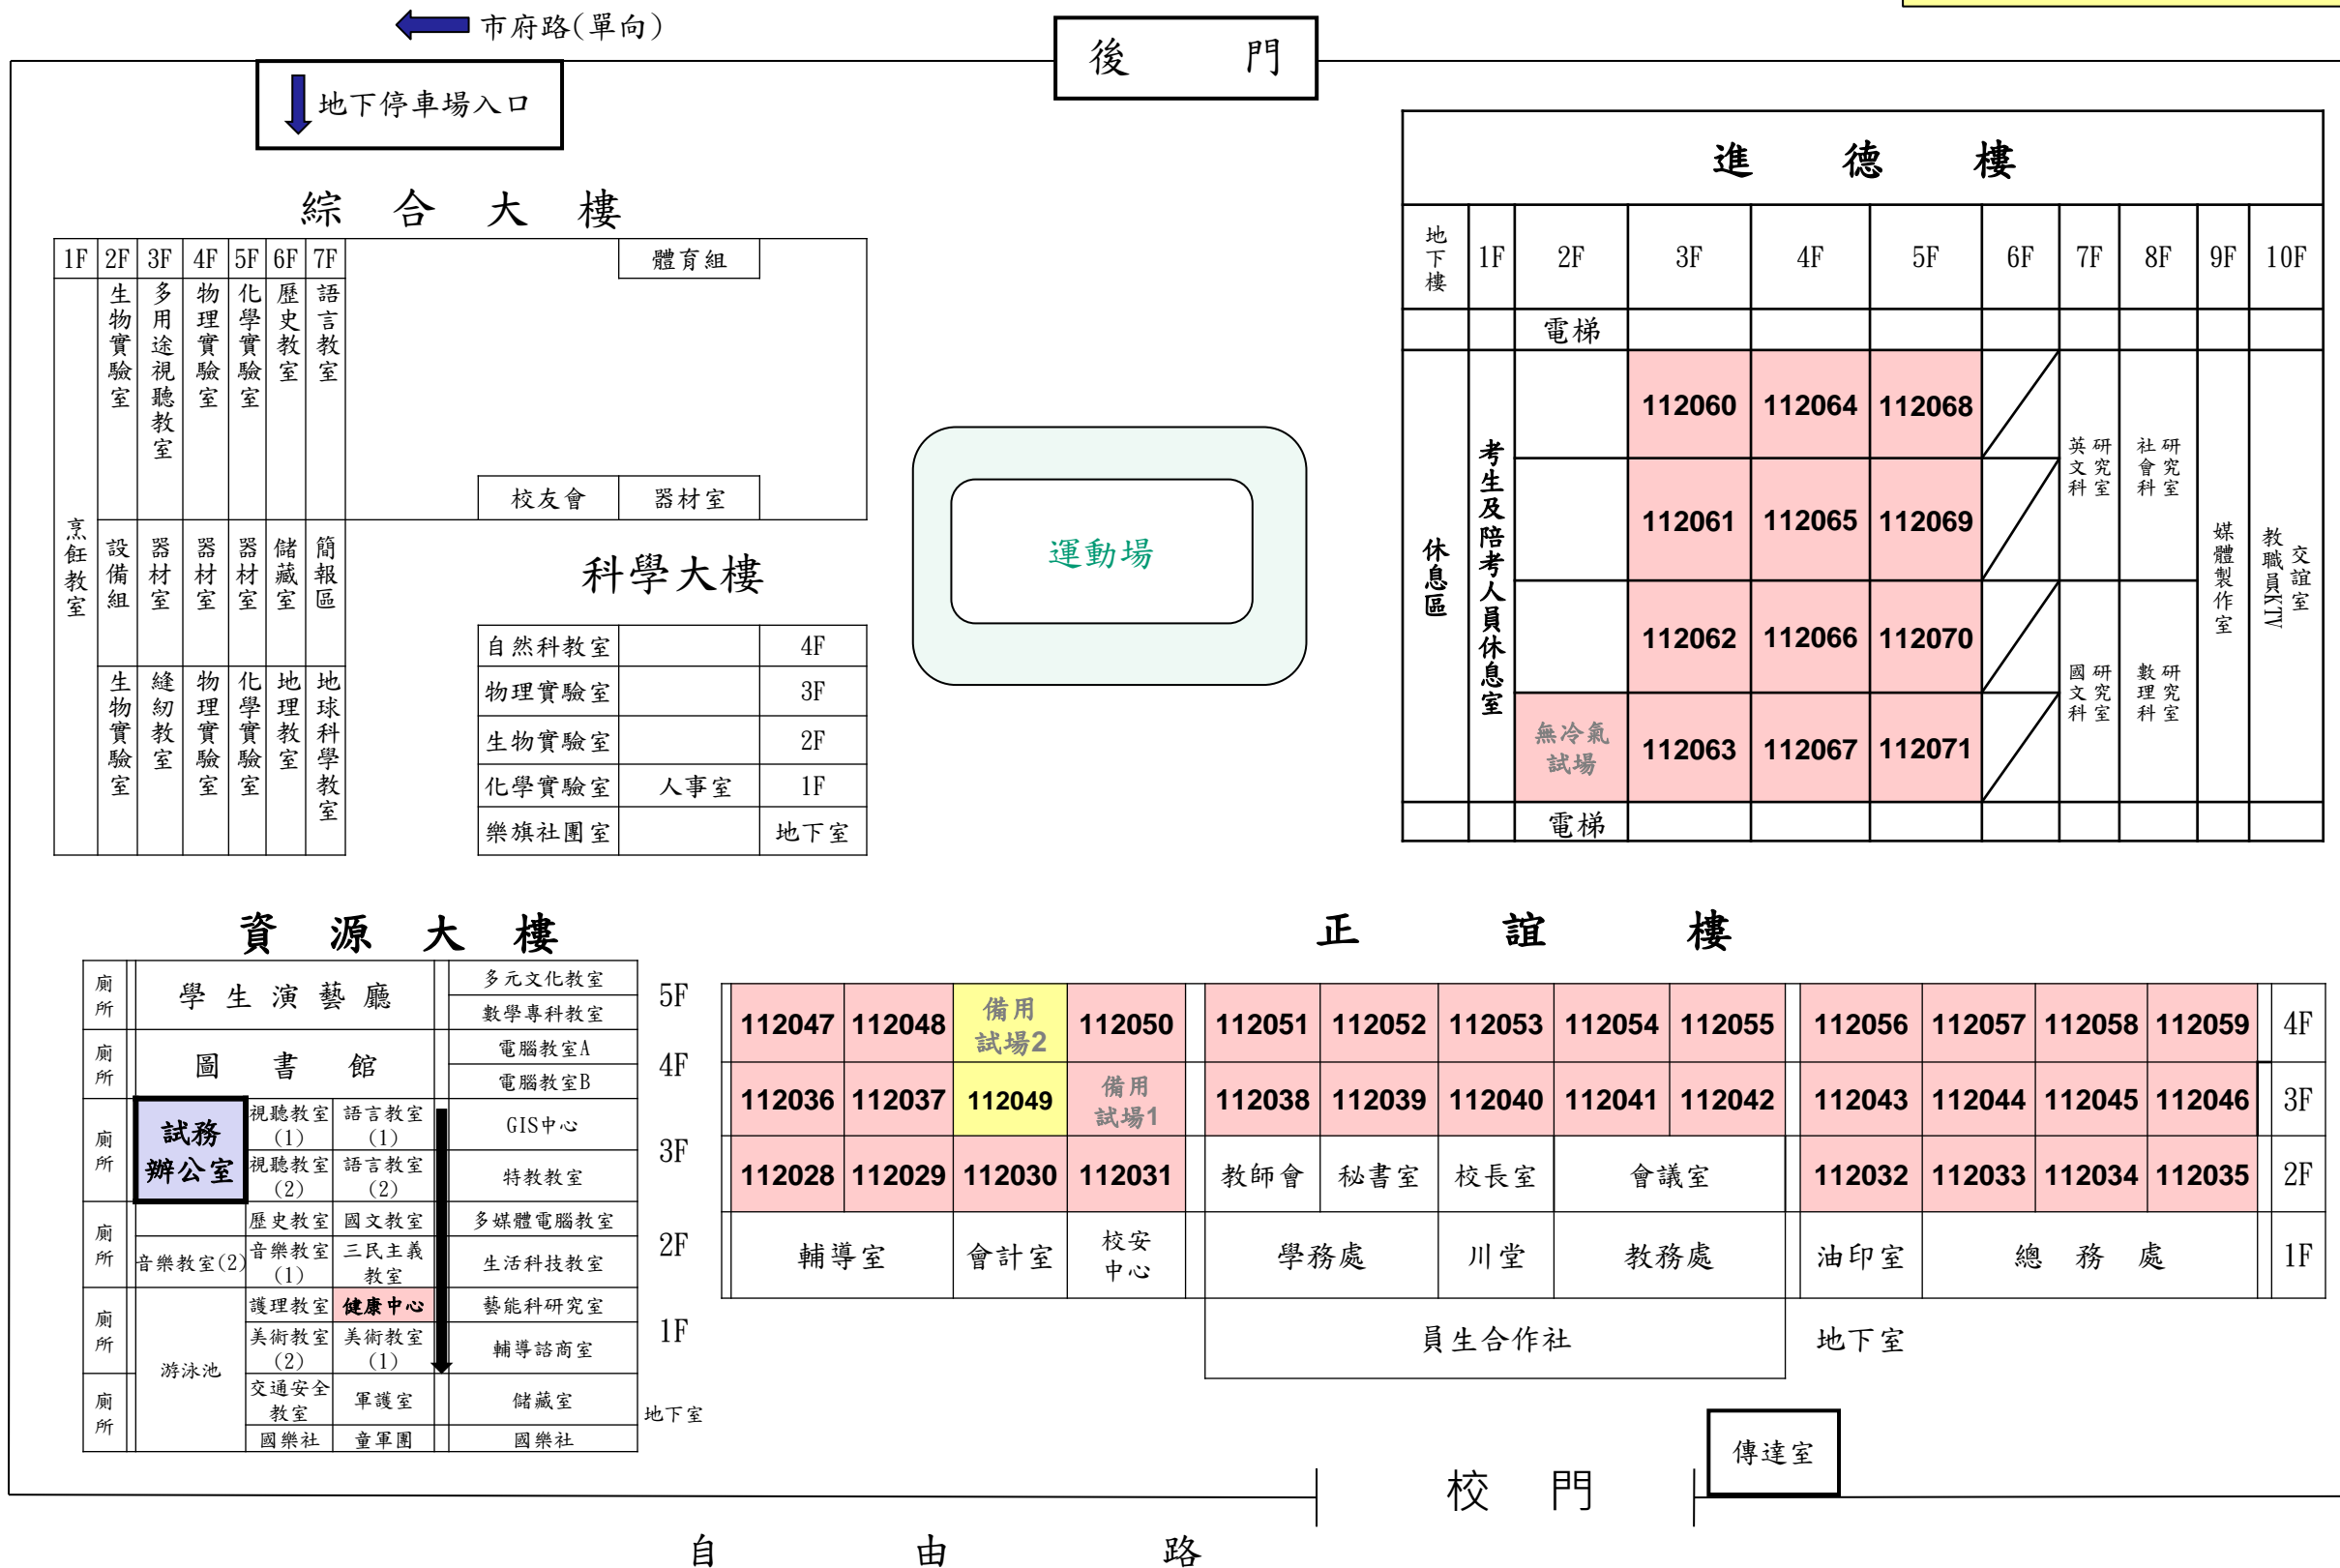 市府路(單向)
後 門
地下停車場入口
綜 合 大 樓
1F 2F 3F 4F 5F 6F 7F
體育組
烹飪教室
生物實驗室
多用途視聽教室
物理實驗室
化學實驗室
歷史教室
語言教室
校友會 器材室
設備組
器材室
器材室
器材室
儲藏室
簡報區
生物實驗室
縫紉教室
物理實驗室
化學實驗室
地理教室
地球科學教室
科學大樓
自然科教室 4F
物理實驗室 3F
生物實驗室 2F
化學實驗室 人事室 1F
樂旗社團室 地下室
運動場
進 德 樓
地下樓 1F 2F 3F 4F 5F 6F 7F 8F 9F 10F
電梯
休息區
考生及陪考人員休息室
112060 112064 112068
112061 112065 112069
112062 112066 112070
無冷氣
試場
112063 112067 112071
英文科
研究室
社會科
研究室
國文科
研究室
數理科
研究室
媒體製作室
教職員KTV
交誼室
電梯
資 源 大 樓
廁所 學 生 演 藝 廳 多元文化教室 5F
數學專科教室
廁所 圖 書 館 電腦教室A 4F
電腦教室B
廁所 試務
辦公室
視聽教室
(1)
語言教室
(1)
GIS中心
3F
視聽教室
(2)
語言教室
(2)
特教教室
廁所 歷史教室 國文教室 多媒體電腦教室 2F
音樂教室(2)
音樂教室
(1)
三民主義
教室
生活科技教室
廁所 護理教室 健康中心 藝能科研究室 1F
美術教室
(2)
美術教室
(1)
輔導諮商室
游泳池
廁所 交通安全
教室
軍護室 儲藏室 地下室
國樂社 童軍團 國樂社
正 誼 樓
112047 112048 備用
試場2
112050 112051 112052 112053 112054 112055 112056 112057 112058 112059 4F
112036 112037 112049 備用
試場1
112038 112039 112040 112041 112042 112043 112044 112045 112046 3F
112028 112029 112030 112031 教師會 秘書室 校長室 會議室 112032 112033 112034 112035 2F
輔導室 會計室 校安
中心
學務處 川堂 教務處 油印室 總 務 處 1F
員生合作社 地下室
傳達室
校 門
自 由 路